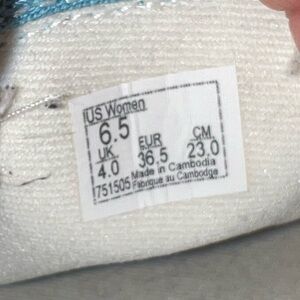 US Women
6.5
UK EUR CM
4.0 36.5 23.0
751505 Made in Cambodia
Fabriqué au Cambodge